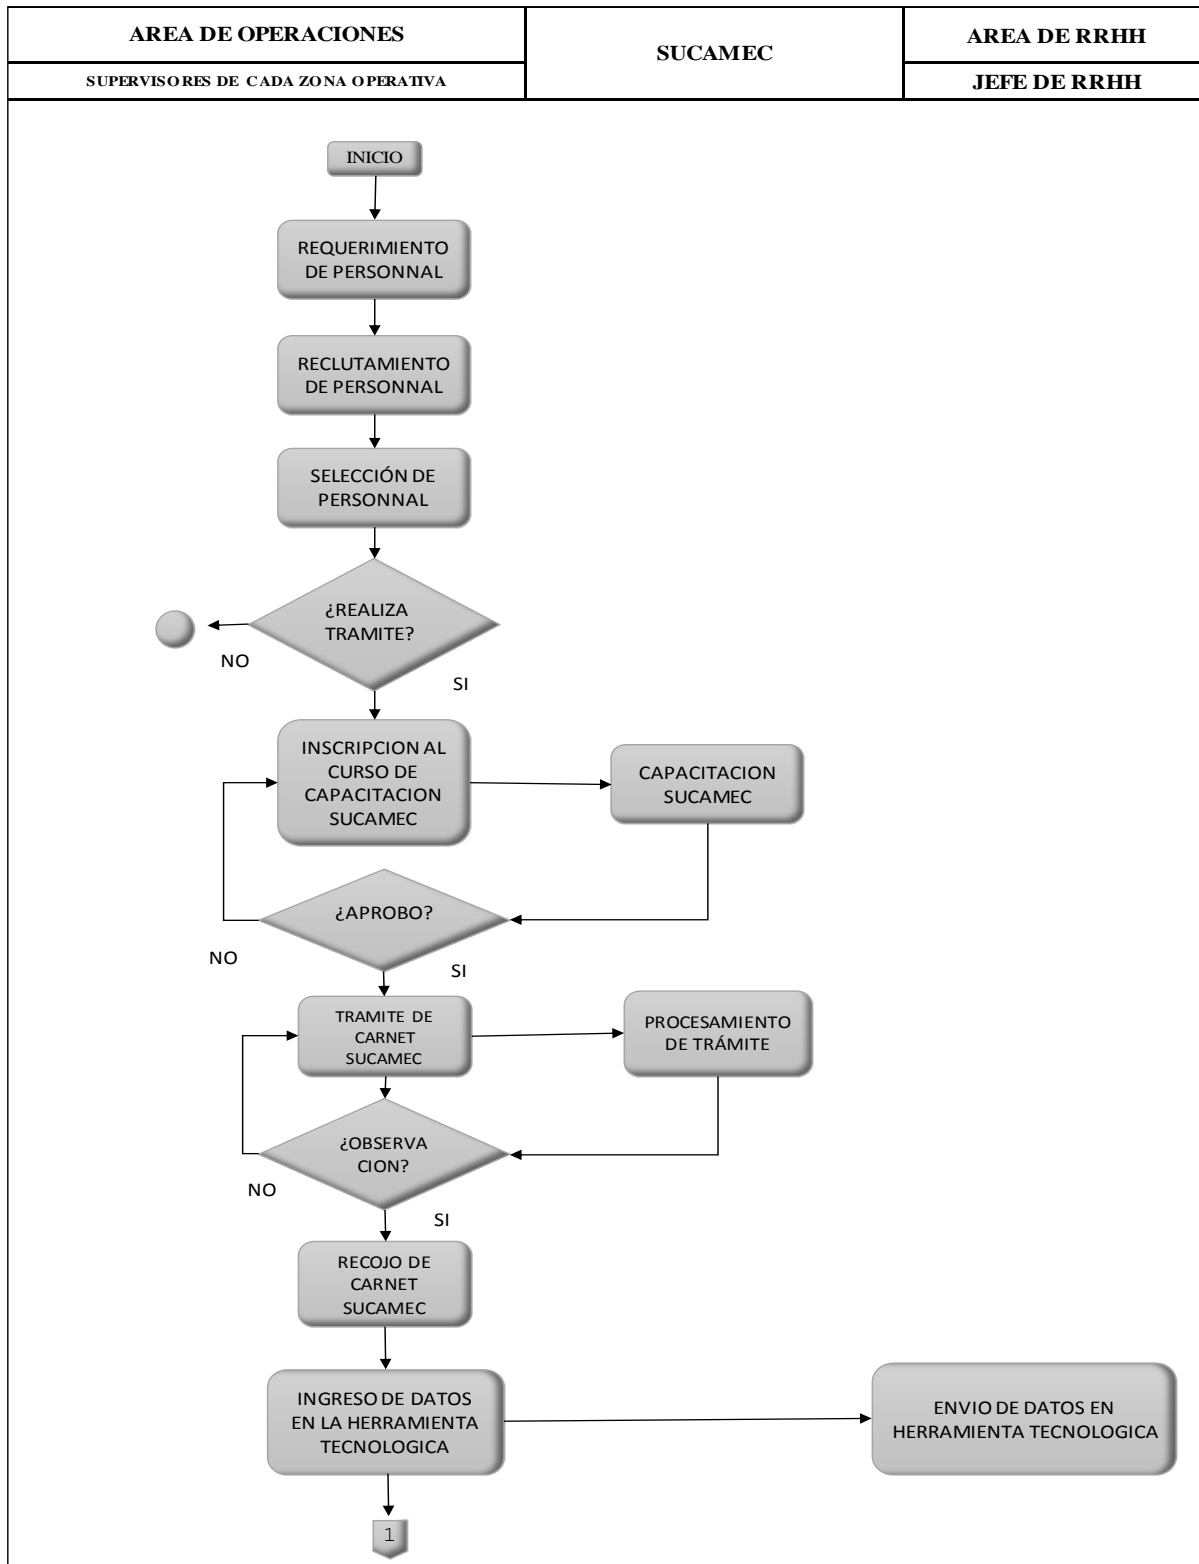 AREA DE OPERACIONES
SUCAMEC
AREA DE RRHH
SUPERVISORES DE CADA ZONA OPERATIVA
JEFE DE RRHH
INICIO
REQUERIMIENTO
DE PERSONNAL
RECLUTAMIENTO
DE PERSONNAL
SELECCIÓN DE
PERSONNAL
¿REALIZA
TRAMITE?
NO
SI
INSCRIPCION AL
CURSO DE
CAPACITACION
SUCAMEC
CAPACITACION
SUCAMEC
¿APROBO?
NO
SI
TRAMITE DE
CARNET
SUCAMEC
PROCESAMIENTO
DE TRÁMITE
¿OBSERVA
CION?
NO
SI
RECOJO DE
CARNET
SUCAMEC
INGRESO DE DATOS
EN LA HERRAMIENTA
TECNOLOGICA
ENVIO DE DATOS EN
HERRAMIENTA TECNOLOGICA
1